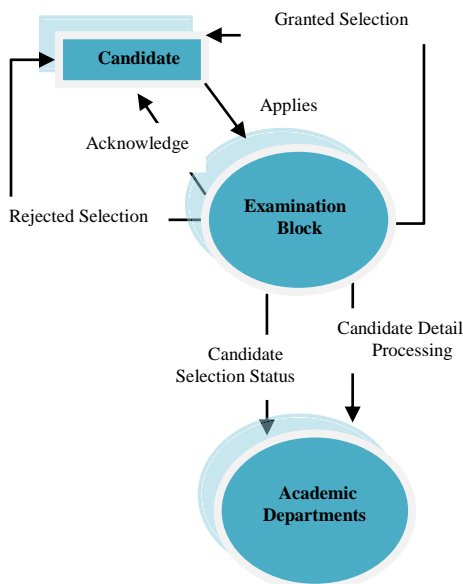 Granted Selection
Candidate
Applies
Acknowledge
Rejected Selection
Examination
Block
Candidate Detail
Processing
Candidate
Selection Status
Academic
Departments